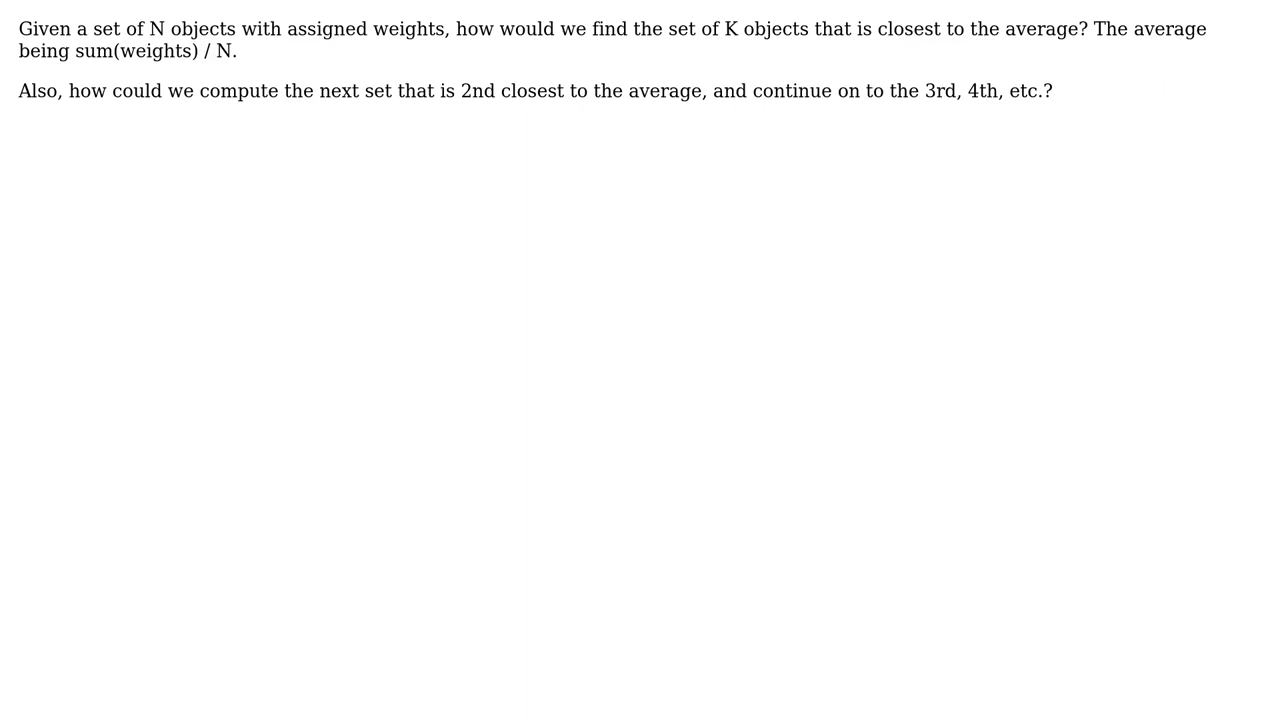 Given a set of N objects with assigned weights, how would we find the set of K objects that is closest to the average? The average
being sum(weights) / N.
Also, how could we compute the next set that is 2nd closest to the average, and continue on to the 3rd, 4th, etc.?